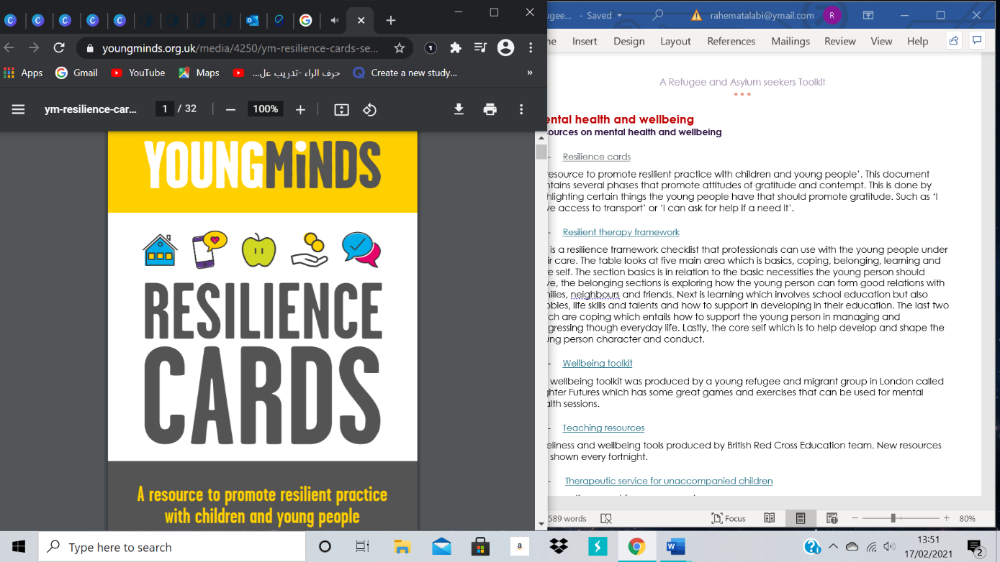 youngminds.org.uk/media/4250/ym-resilience-cards-se...
Apps
Gmail
YouTube
Maps
حرف الراء -تدريب عل...
Create a new study...
»
ym-resilience-car...
1 / 32
100%
YOUNGMiNDS
RESILIENCE
CARDS
A resource to promote resilient practice
with children and young people
ugee... - Saved
rahematalabi@ymail.com
R
ne
Insert
Design
Layout
References
Mailings
Review
View
Help
A Refugee and Asylum seekers Toolkit
ental health and wellbeing
ources on mental health and wellbeing
- Resilience cards
resource to promote resilient practice with children and young people’. This document
ntains several phases that promote attitudes of gratitude and contempt. This is done by
hlighting certain things the young people have that should promote gratitude. Such as ‘I
ve access to transport’ or ‘I can ask for help if a need it’.
- Resilient therapy framework
is a resilience framework checklist that professionals can use with the young people under
ir care. The table looks at five main area which is basics, coping, belonging, learning and
e self. The section basics is in relation to the basic necessities the young person should
ve, the belonging sections is exploring how the young person can form good relations with
nilies, neighbours and friends. Next is learning which involves school education but also
bbies, life skills and talents and how to support in developing in their education. The last two
ch are coping which entails how to support the young person in managing and
gressing though everyday life. Lastly, the core self which is to help develop and shape the
ung person character and conduct.
- Wellbeing toolkit
wellbeing toolkit was produced by a young refugee and migrant group in London called
ghter Futures which has some great games and exercises that can be used for mental
alth sessions.
- Teaching resources
eliness and wellbeing tools produced by British Red Cross Education team. New resources
shown every fortnight.
- Therapeutic service for unaccompanied children
589 words
Focus
80%
Type here to search
13:51
17/02/2021
2